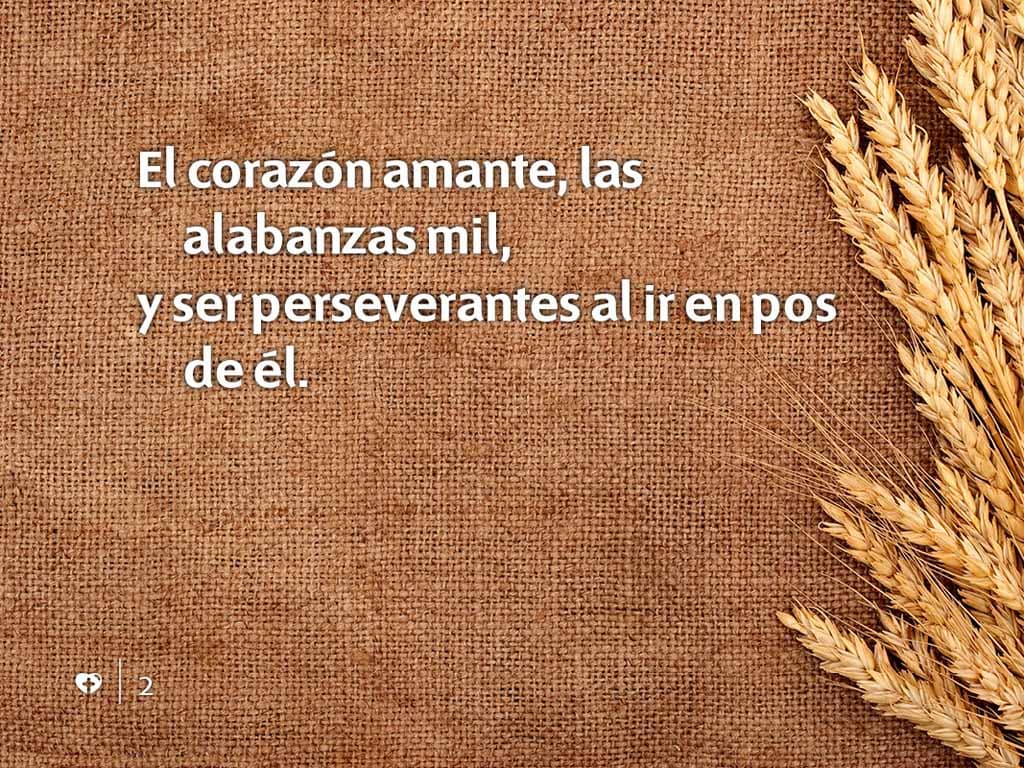 El corazón amante, las
alabanzas mil,
y ser perseverantes al ir en pos
de él.
2